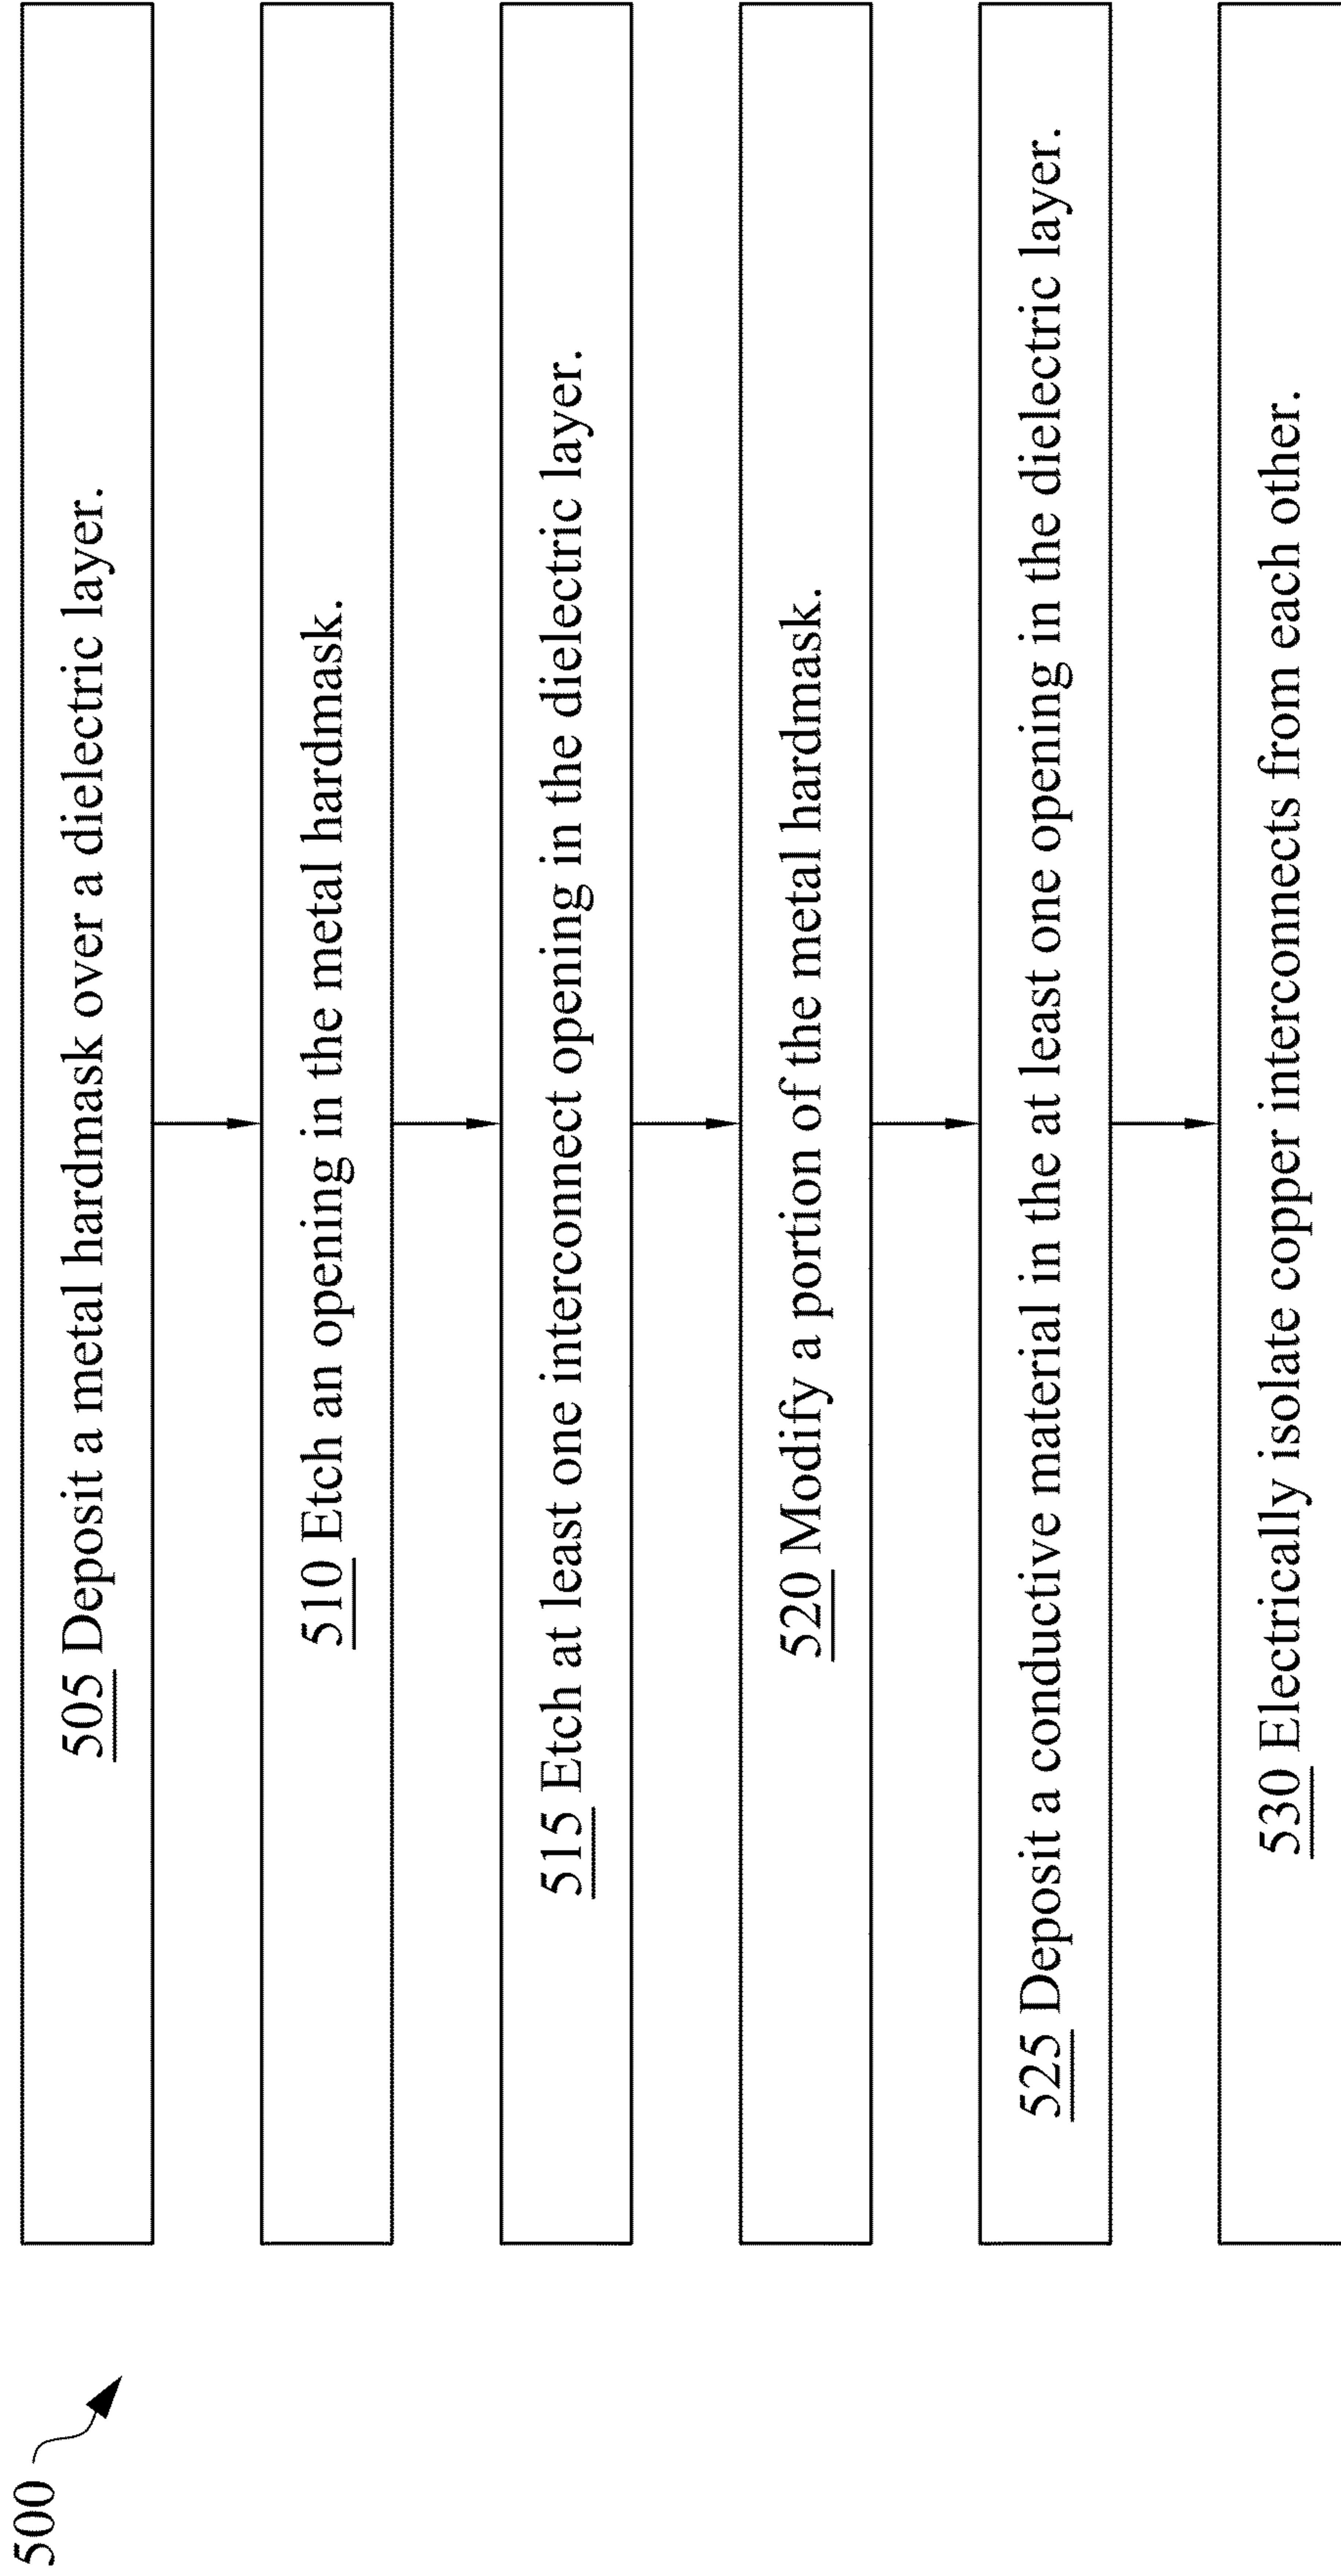 500
505 Deposit a metal hardmask over a dielectric layer.
510 Etch an opening in the metal hardmask.
515 Etch at least one interconnect opening in the dielectric layer.
520 Modify a portion of the metal hardmask.
525 Deposit a conductive material in the at least one opening in the dielectric layer.
530 Electrically isolate copper interconnects from each other.